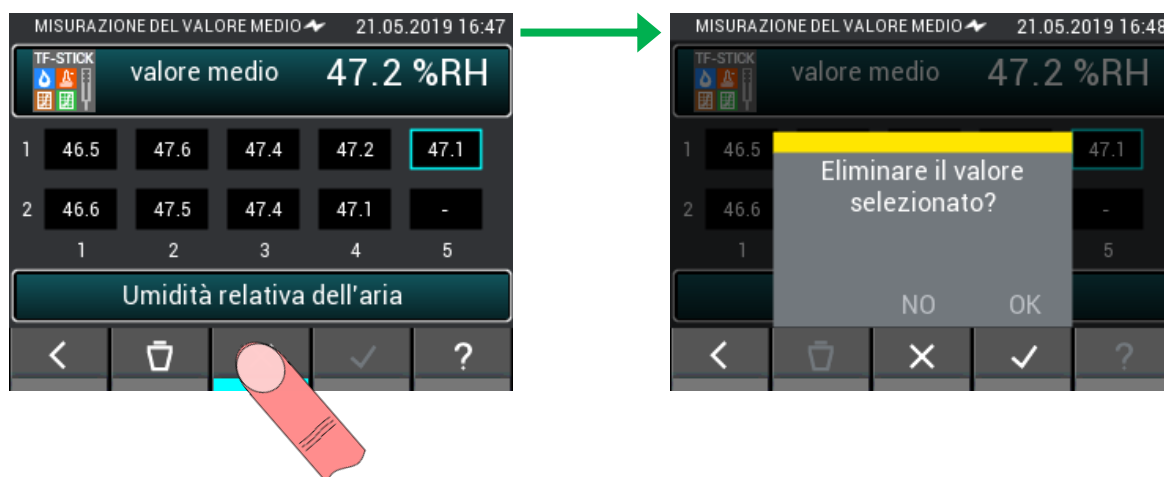 MISURAZIONE DEL VALORE MEDIO 21.05.2019 16:47
TF-STICK
valore medio 47.2 %RH
1 46.5 47.6 47.4 47.2 47.1
2 46.6 47.5 47.4 47.1 -
1 2 3 4 5
Umidità relativa dell'aria
?
MISURAZIONE DEL VALORE MEDIO 21.05.2019 16:48
TF-STICK
valore medio 47.2 %RH
1 46.5 47.1
Eliminare il valore
selezionato?
2 46.6 -
1 5
NO OK
?